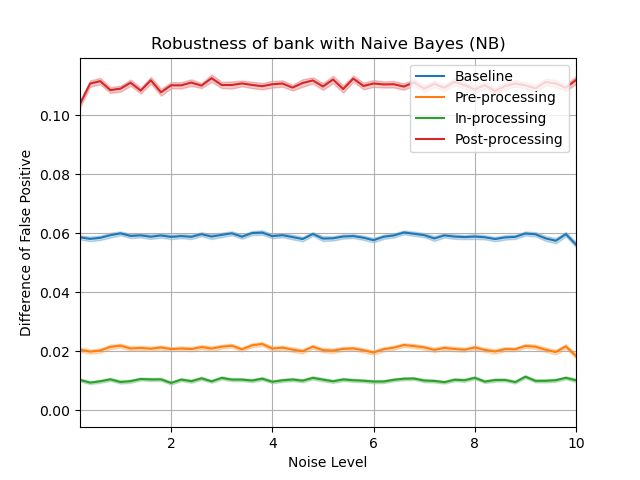 Robustness of bank with Naive Bayes (NB)
Baseline
Pre-processing
In-processing
Post-processing
Difference of False Positive
0.10
0.08
0.06
0.04
0.02
0.00
2 4 6 8 10
Noise Level